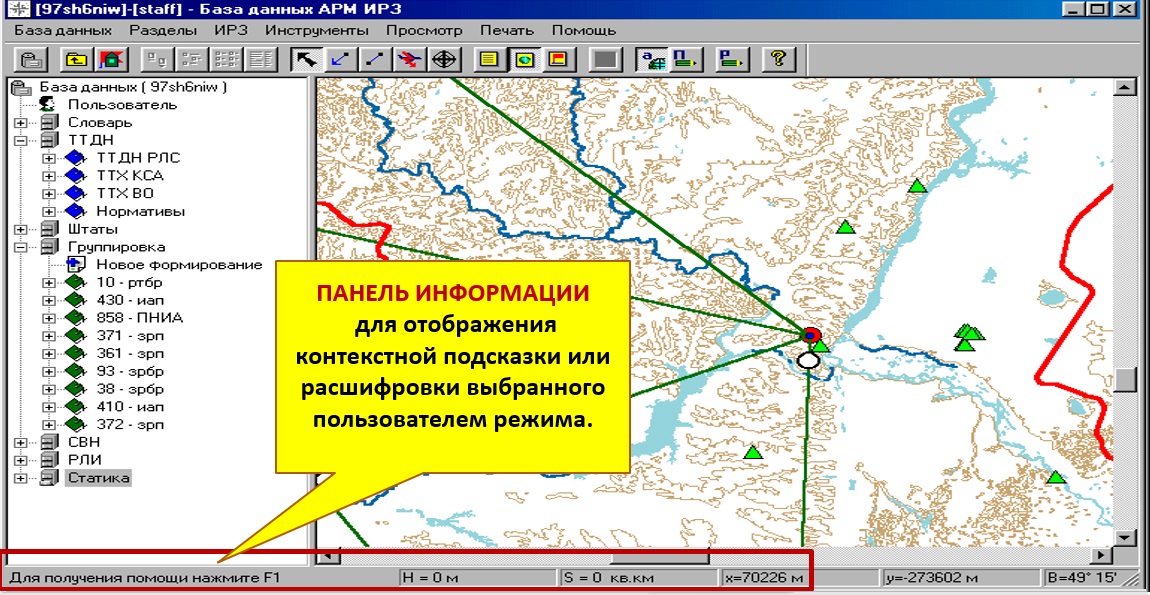 [97sh6niw]-[staff] - База данных АРМ ИРЗ
База данных Разделы ИРЗ Инструменты Просмотр Печать Помощь
База данных ( 97sh6niw )
Пользователь
Словарь
ТТДН
ТТДН РЛС
ТТХ КСА
ТТХ ВО
Нормативы
Штаты
Группировка
Новое формирование
10 - ртбр
430 - иап
858 - ПНИА
371 - зрп
361 - зрп
93 - зрбр
38 - зрбр
410 - иап
372 - зрп
СВН
РЛИ
Статика
ПАНЕЛЬ ИНФОРМАЦИИ
для отображения
контекстной подсказки или
расшифровки выбранного
пользователем режима.
Для получения помощи нажмите F1 H = 0 м S = 0 кв.км x=70226 м y=-273602 м B=49° 15'